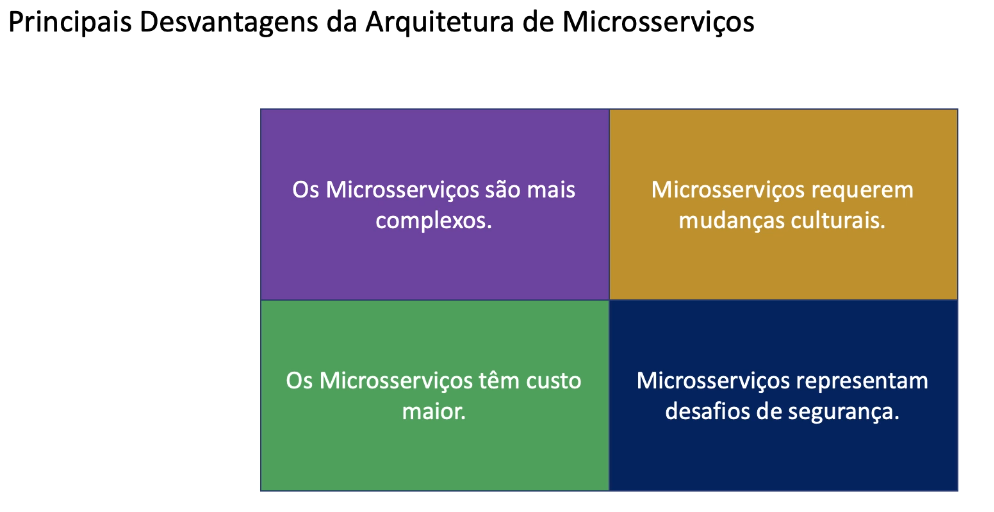 Principais Desvantagens da Arquitetura de Microsserviços
Os Microsserviços são mais
complexos.
Microsserviços requerem
mudanças culturais.
Os Microsserviços têm custo
maior.
Microsserviços representam
desafios de segurança.